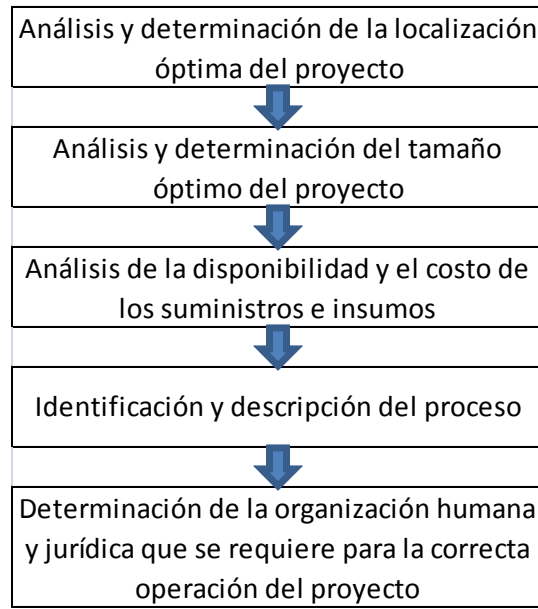 Análisis y determinación de la localización
óptima del proyecto
Análisis y determinación del tamaño
óptimo del proyecto
Análisis de la disponibilidad y el costo de
los suministros e insumos
Identificación y descripción del proceso
Determinación de la organización humana
y jurídica que se requiere para la correcta
operación del proyecto